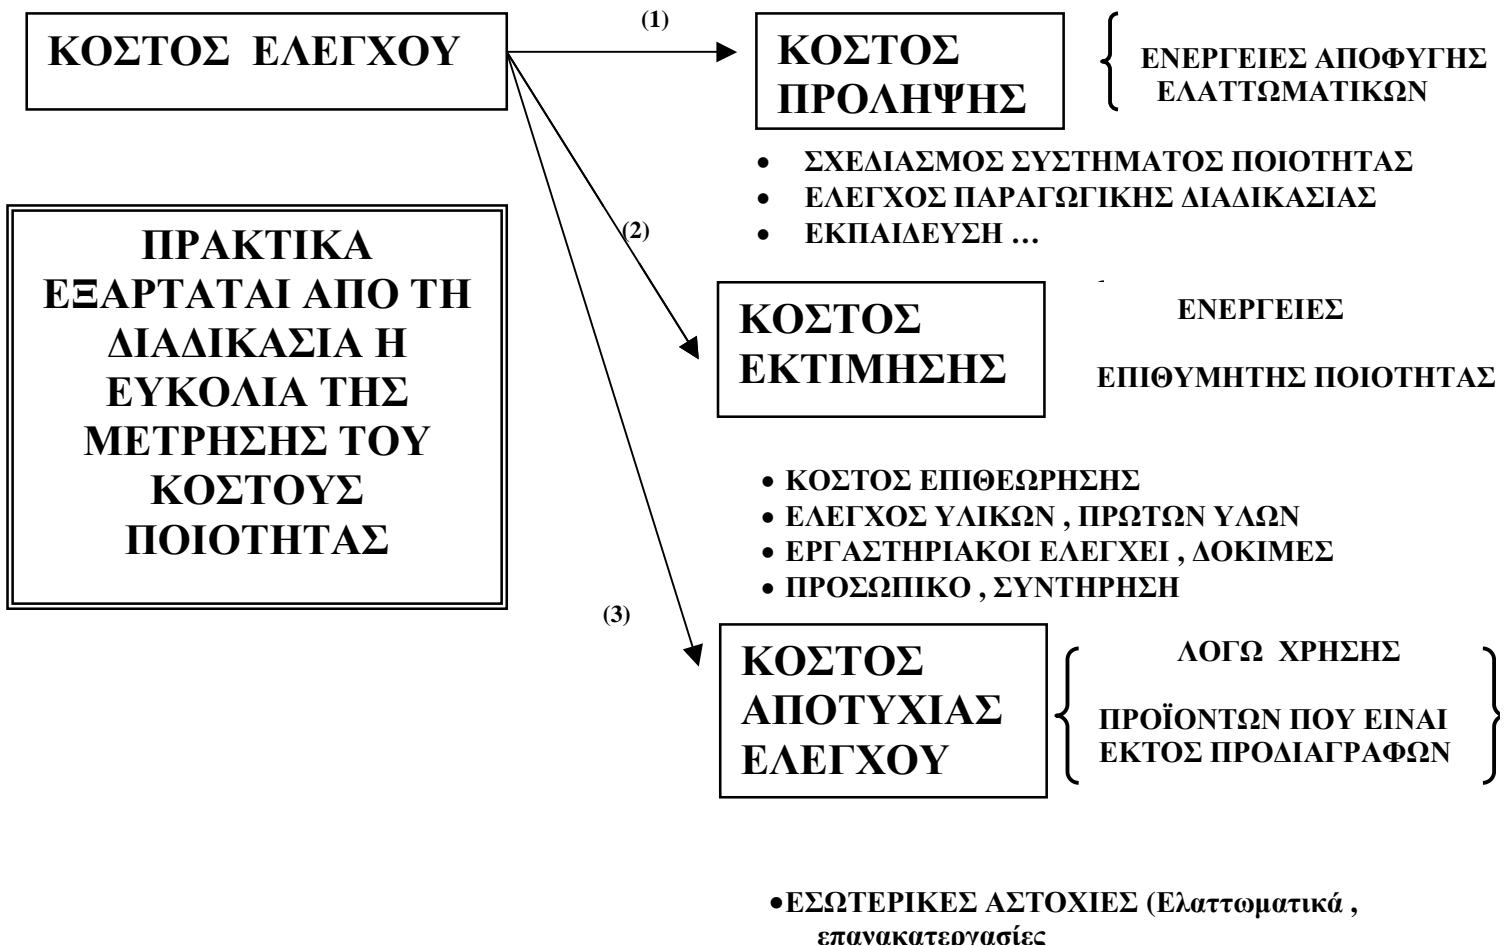 ΚΟΣΤΟΣ ΕΛΕΓΧΟΥ
(1)
ΚΟΣΤΟΣ
ΠΡΟΛΗΨΗΣ
ΕΝΕΡΓΕΙΕΣ ΑΠΟΦΥΓΗΣ
ΕΛΑΤΤΩΜΑΤΙΚΩΝ
• ΣΧΕΔΙΑΣΜΟΣ ΣΥΣΤΗΜΑΤΟΣ ΠΟΙΟΤΗΤΑΣ
• ΕΛΕΓΧΟΣ ΠΑΡΑΓΩΓΙΚΗΣ ΔΙΑΔΙΚΑΣΙΑΣ
• ΕΚΠΑΙΔΕΥΣΗ ...
ΠΡΑΚΤΙΚΑ
ΕΞΑΡΤΑΤΑΙ ΑΠΟ ΤΗ
ΔΙΑΔΙΚΑΣΙΑ Η
ΕΥΚΟΛΙΑ ΤΗΣ
ΜΕΤΡΗΣΗΣ ΤΟΥ
ΚΟΣΤΟΥΣ
ΠΟΙΟΤΗΤΑΣ
(2)
ΚΟΣΤΟΣ
ΕΚΤΙΜΗΣΗΣ
ΕΝΕΡΓΕΙΕΣ
ΕΠΙΘΥΜΗΤΗΣ ΠΟΙΟΤΗΤΑΣ
• ΚΟΣΤΟΣ ΕΠΙΘΕΩΡΗΣΗΣ
• ΕΛΕΓΧΟΣ ΥΛΙΚΩΝ , ΠΡΩΤΩΝ ΥΛΩΝ
• ΕΡΓΑΣΤΗΡΙΑΚΟΙ ΕΛΕΓΧΕΙ , ΔΟΚΙΜΕΣ
• ΠΡΟΣΩΠΙΚΟ , ΣΥΝΤΗΡΗΣΗ
(3)
ΚΟΣΤΟΣ
ΑΠΟΤΥΧΙΑΣ
ΕΛΕΓΧΟΥ
ΛΟΓΩ ΧΡΗΣΗΣ
ΠΡΟΪΟΝΤΩΝ ΠΟΥ ΕΙΝΑΙ
ΕΚΤΟΣ ΠΡΟΔΙΑΓΡΑΦΩΝ
•ΕΣΩΤΕΡΙΚΕΣ ΑΣΤΟΧΙΕΣ (Ελαττωματικά ,
επανακατεργασίες